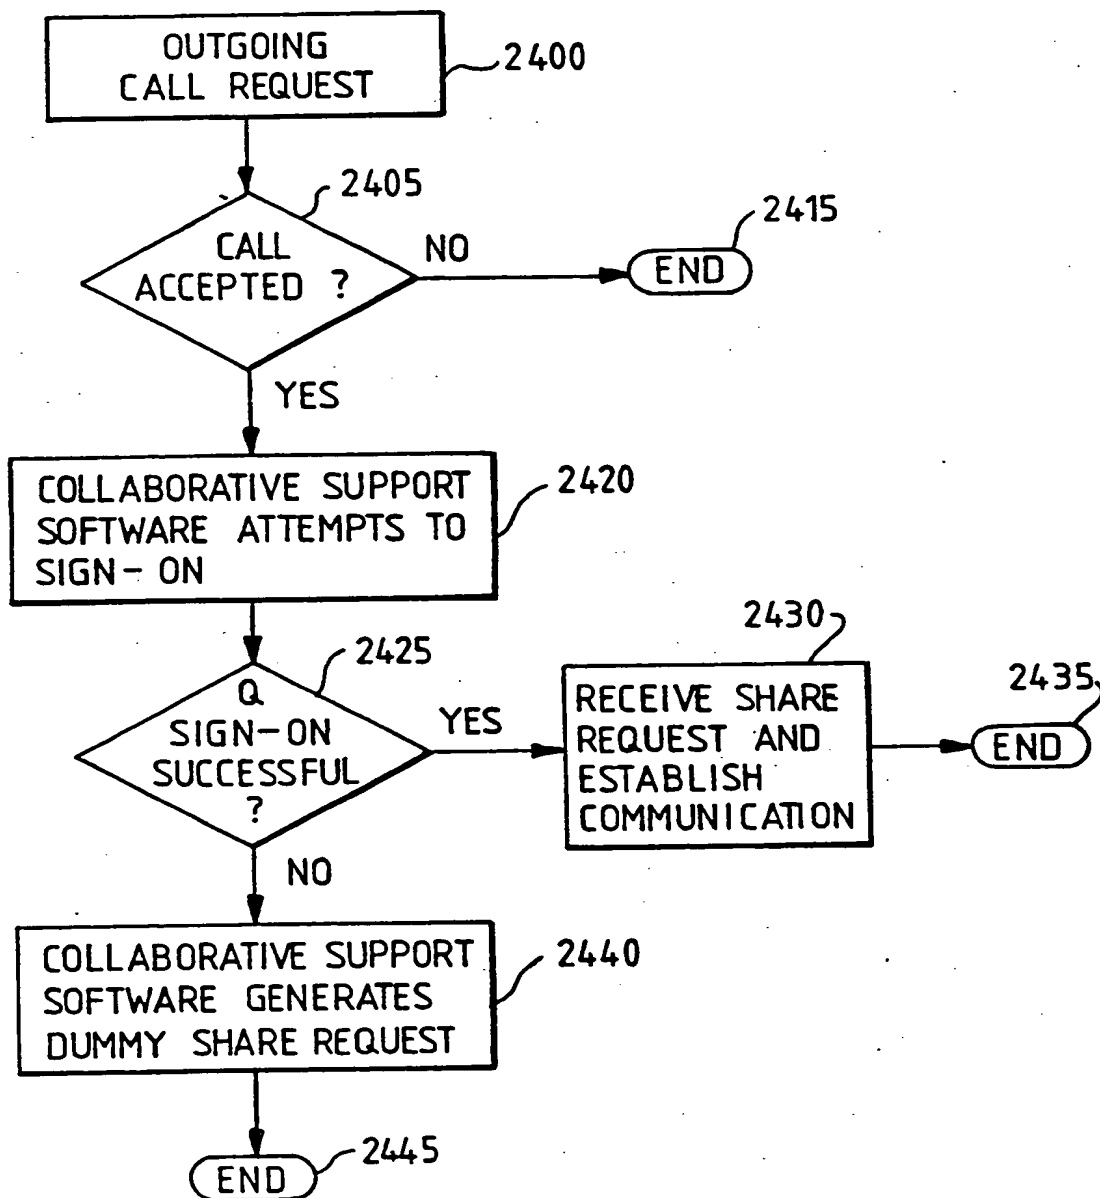 OUTGOING
CALL REQUEST
2400
2405
CALL
ACCEPTED ?
NO
2415
END
YES
COLLABORATIVE SUPPORT
SOFTWARE ATTEMPTS TO
SIGN-ON
2420
2425
Q
SIGN-ON
SUCCESSFUL
?
YES
2430
RECEIVE SHARE
REQUEST AND
ESTABLISH
COMMUNICATION
2435
END
NO
COLLABORATIVE SUPPORT
SOFTWARE GENERATES
DUMMY SHARE REQUEST
2440
END
2445